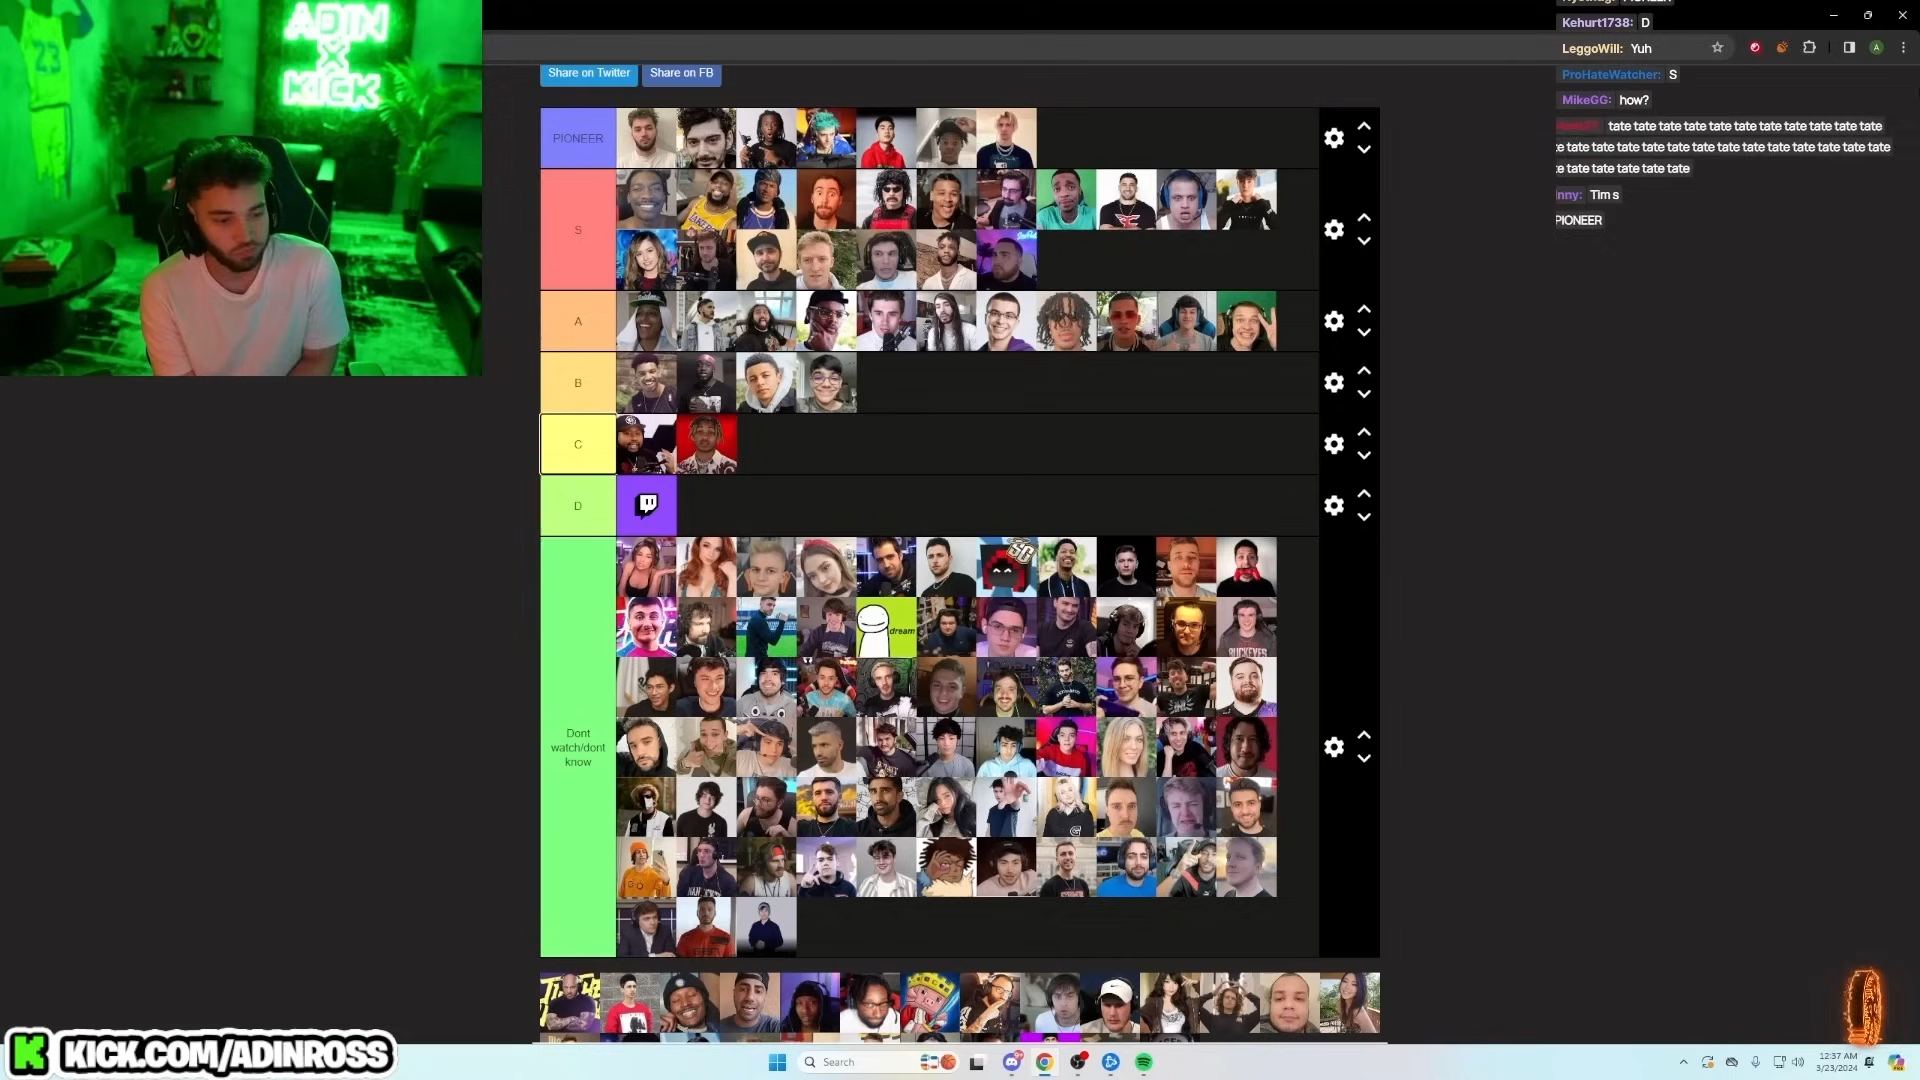 ADIN
X
KICK
23
Kehurt1738: D
LeggoWill: Yuh
ProHateWatcher: S
MikeGG: how?
tate tate tate tate tate tate tate tate tate tate tate
tate tate tate tate tate tate tate tate tate tate tate tate tate
tate tate tate tate tate
Tim s
PIONEER
Share on Twitter
Share on FB
PIONEER
S
A
B
C
D
Dont
watch/dont
know
dream
BUCKEYES
KICK.COM/ADINROSS
Search
12:37 AM
3/23/2024